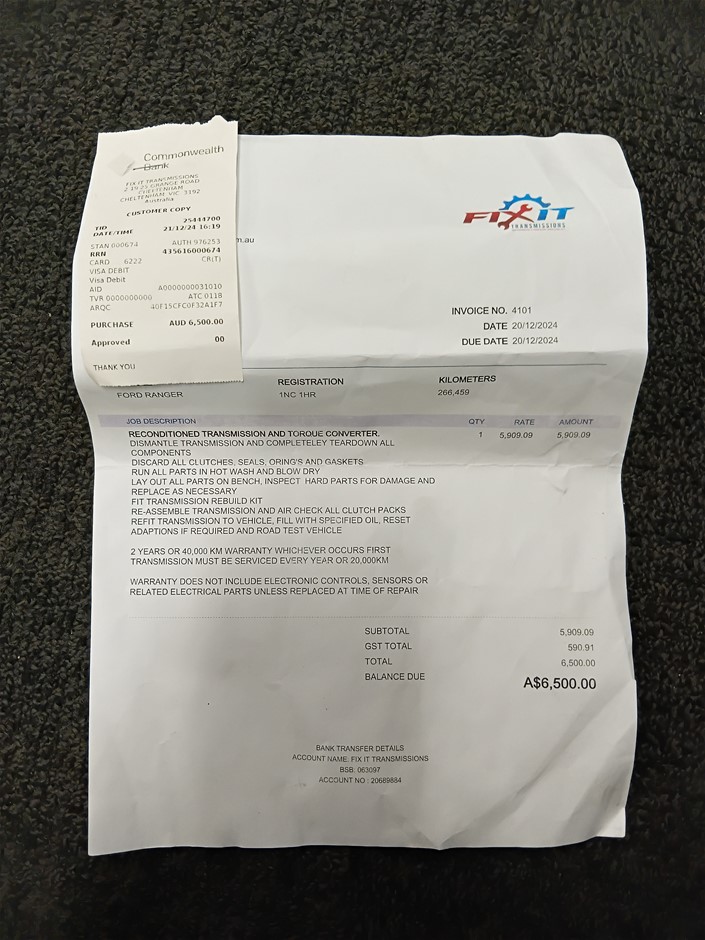 Commonwealth
Bank
FIX IT TRANSMISSIONS
CHELTENHAM
CHELTENHAM VIC 3192
Australia
CUSTOMER COPY
TID 25444700
DATE/TIME 21/12/24 16:19
STAN 000674 AUTH 976253
RRN 435616000674
CARD 6222 CR(T)
VISA DEBIT
Visa Debit
AID A0000000031010
TVR 0000000000 ATC 011B
ARQC 40F15CFC0F32A1F7
PURCHASE AUD 6,500.00
Approved 00
THANK YOU
m.au
FIX IT
TRANSMISSIONS
INVOICE NO. 4101
DATE 20/12/2024
DUE DATE 20/12/2024
REGISTRATION KILOMETERS
FORD RANGER 1NC 1HR 266,459
JOB DESCRIPTION QTY RATE AMOUNT
RECONDITIONED TRANSMISSION AND TORQUE CONVERTER. 1 5,909.09 5,909.09
DISMANTLE TRANSMISSION AND COMPLETELEY TEARDOWN ALL
COMPONENTS
DISCARD ALL CLUTCHES, SEALS, ORING'S AND GASKETS
RUN ALL PARTS IN HOT WASH AND BLOW DRY
LAY OUT ALL PARTS ON BENCH, INSPECT HARD PARTS FOR DAMAGE AND
REPLACE AS NECESSARY
FIT TRANSMISSION REBUILD KIT
RE-ASSEMBLE TRANSMISSION AND AIR CHECK ALL CLUTCH PACKS
REFIT TRANSMISSION TO VEHICLE, FILL WITH SPECIFIED OIL, RESET
ADAPTIONS IF REQUIRED AND ROAD TEST VEHICLE
2 YEARS OR 40,000 KM WARRANTY WHICHEVER OCCURS FIRST
TRANSMISSION MUST BE SERVICED EVERY YEAR OR 20,000KM
WARRANTY DOES NOT INCLUDE ELECTRONIC CONTROLS, SENSORS OR
RELATED ELECTRICAL PARTS UNLESS REPLACED AT TIME OF REPAIR
SUBTOTAL 5,909.09
GST TOTAL 590.91
TOTAL 6,500.00
BALANCE DUE A$6,500.00
BANK TRANSFER DETAILS
ACCOUNT NAME: FIX IT TRANSMISSIONS
BSB: 063097
ACCOUNT NO : 20689884